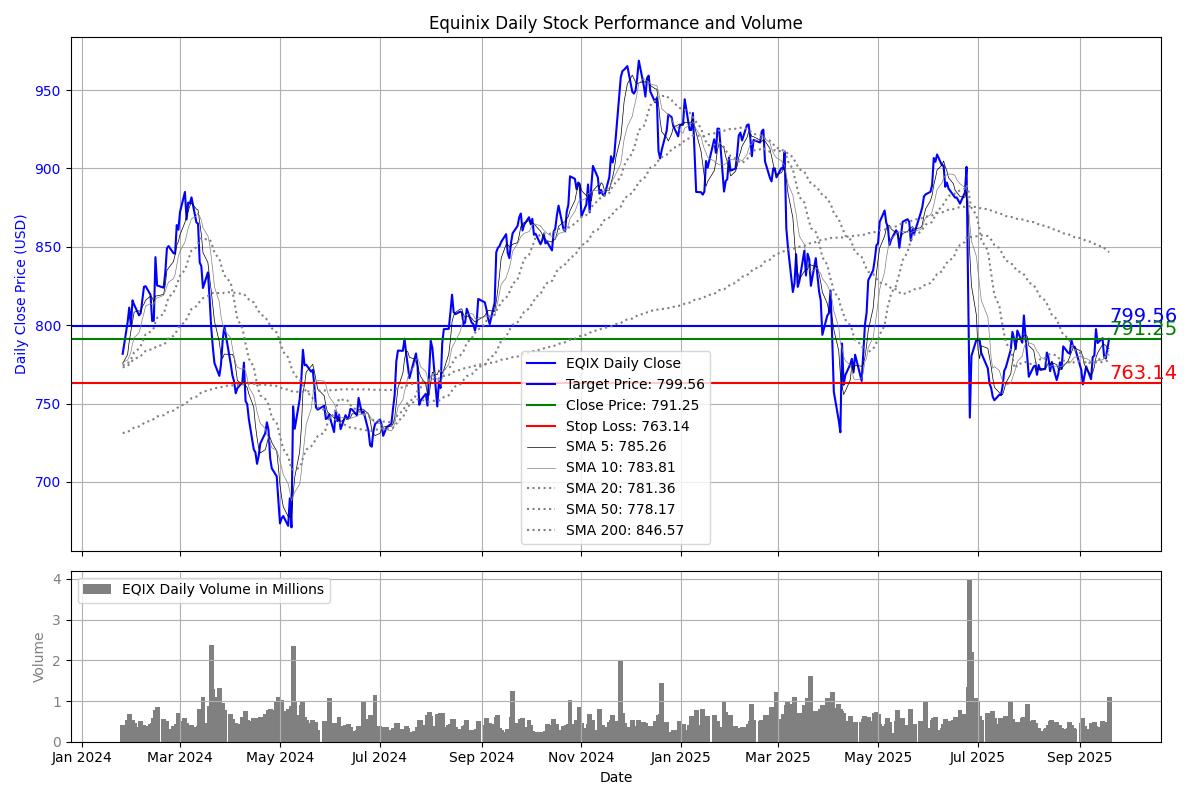 Equinix Daily Stock Performance and Volume
Daily Close Price (USD)
950
900
850
800
750
700
799.56
791.25
763.14
EQIX Daily Close
Target Price: 799.56
Close Price: 791.25
Stop Loss: 763.14
SMA 5: 785.26
SMA 10: 783.81
SMA 20: 781.36
SMA 50: 778.17
SMA 200: 846.57
Volume
4
3
2
1
0
EQIX Daily Volume in Millions
Jan 2024 Mar 2024 May 2024 Jul 2024 Sep 2024 Nov 2024 Jan 2025 Mar 2025 May 2025 Jul 2025 Sep 2025
Date